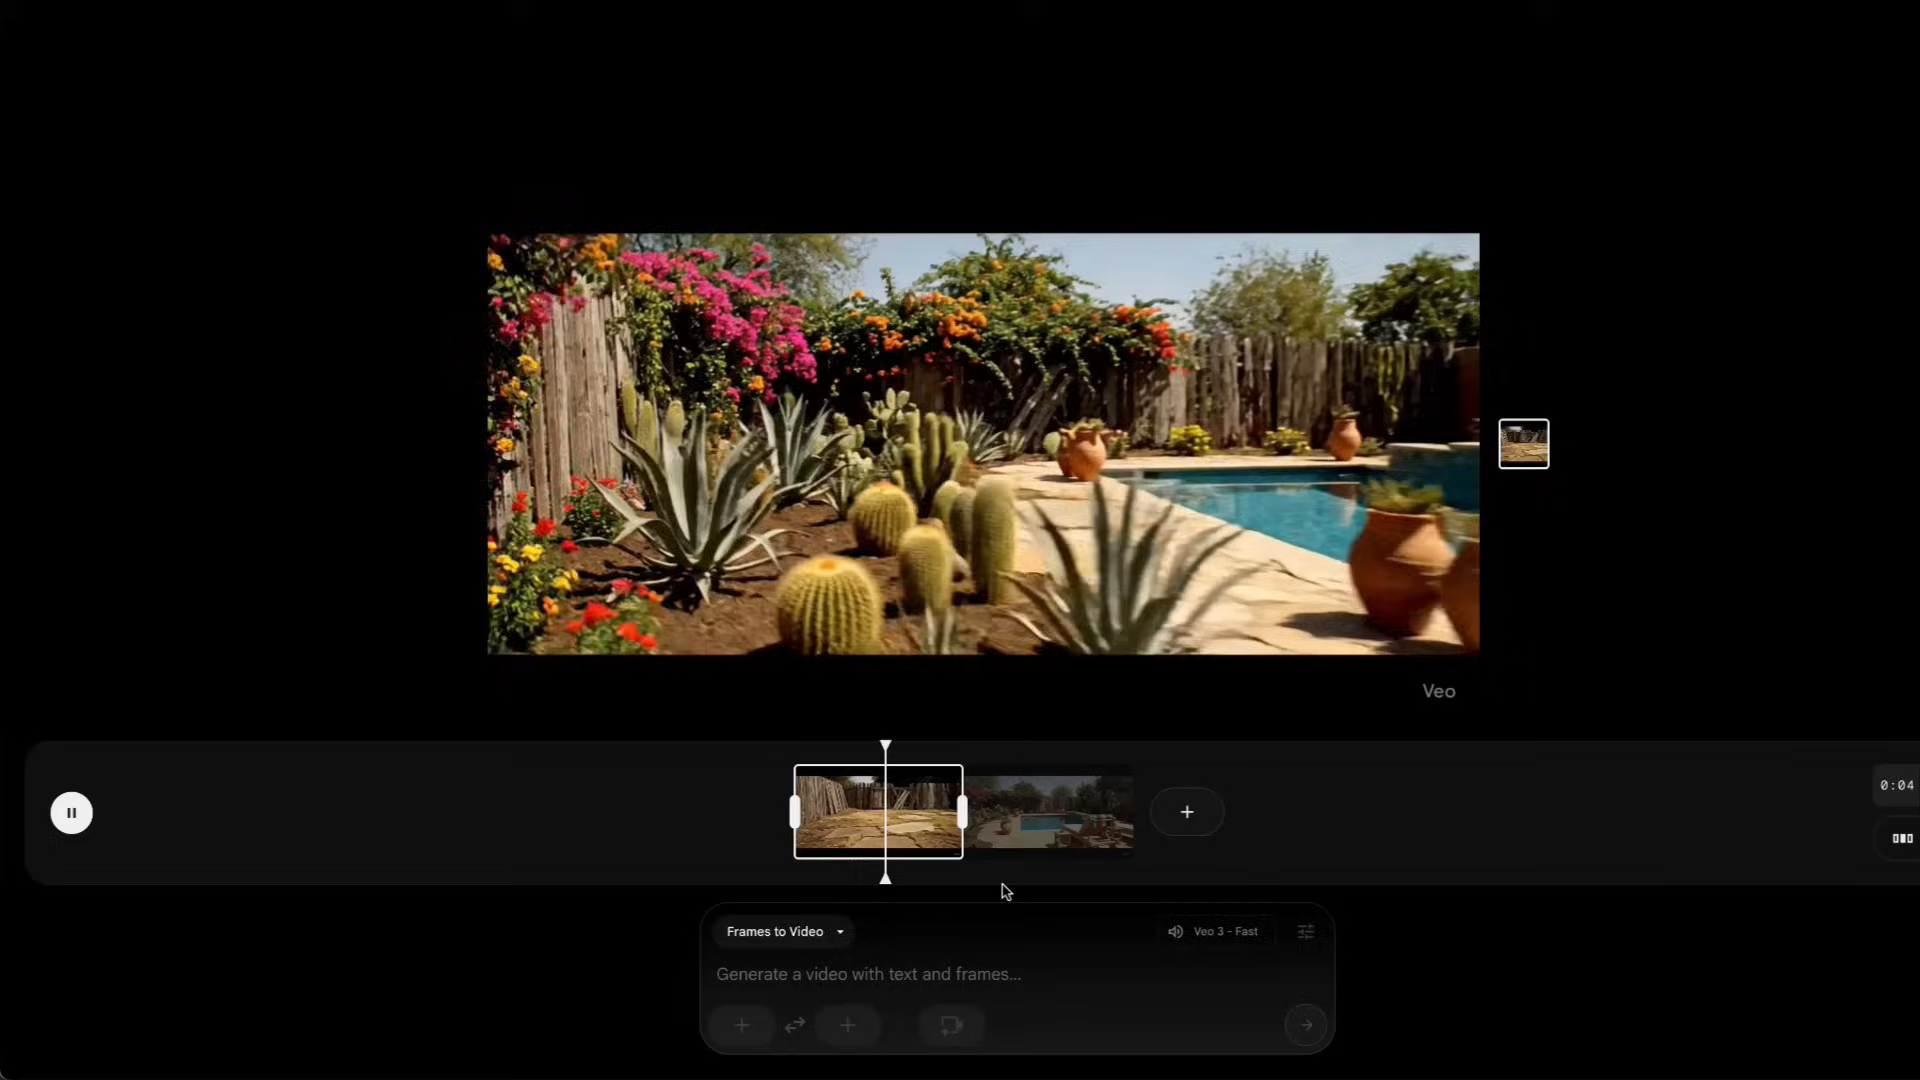 Veo
0:04
Frames to Video
Veo 3 - Fast
Generate a video with text and frames...